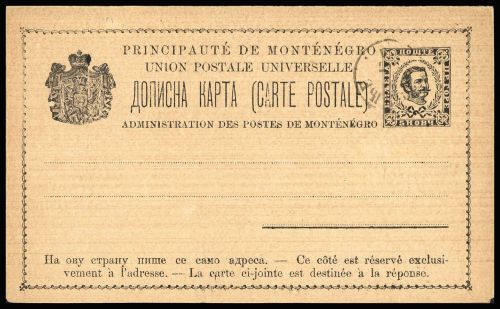 PRINCIPAUTÉ DE MONTÉNÉGRO
UNION POSTALE UNIVERSELLE
ДОПИСНА КАРТА (CARTE POSTALE)
ADMINISTRATION DES POSTES DE MONTÉNÉGRO
ПОШТЕ
На ову страну пише се само адреса. — Ce côté est réservé exclusi-
vement à l'adresse. — La carte ci-jointe est destinée à la réponse.